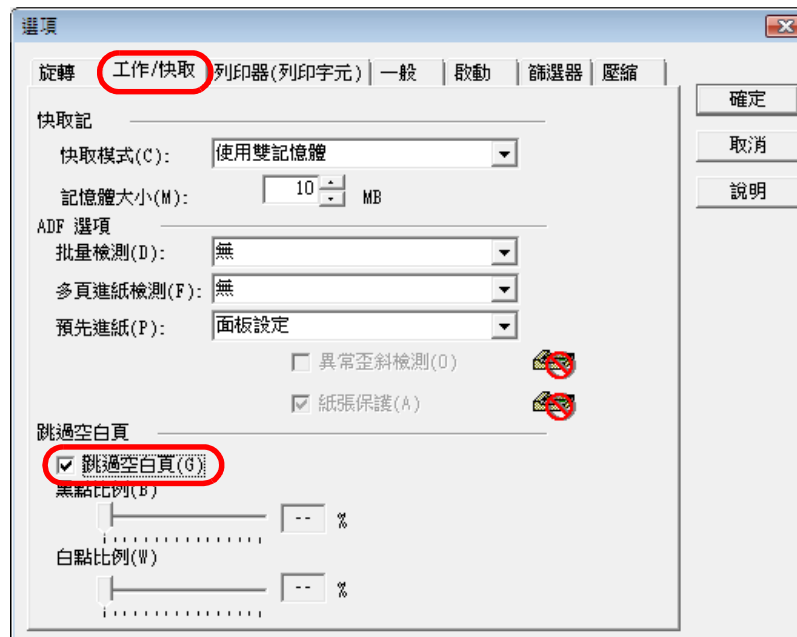 選項
旋轉 工作/快取 列印器(列印字元) 一般 啟動 篩選器 壓縮
確定
快取記
取消
快取模式(C): 使用雙記憶體
說明
記憶體大小(M): 10 MB
ADF 選項
批量檢測(D): 無
多頁進紙檢測(F): 無
預先進紙(P): 面板設定
異常歪斜檢測(O)
紙張保護(A)
跳過空白頁
跳過空白頁(G)
黑點比例(B)
-- %
白點比例(W)
-- %